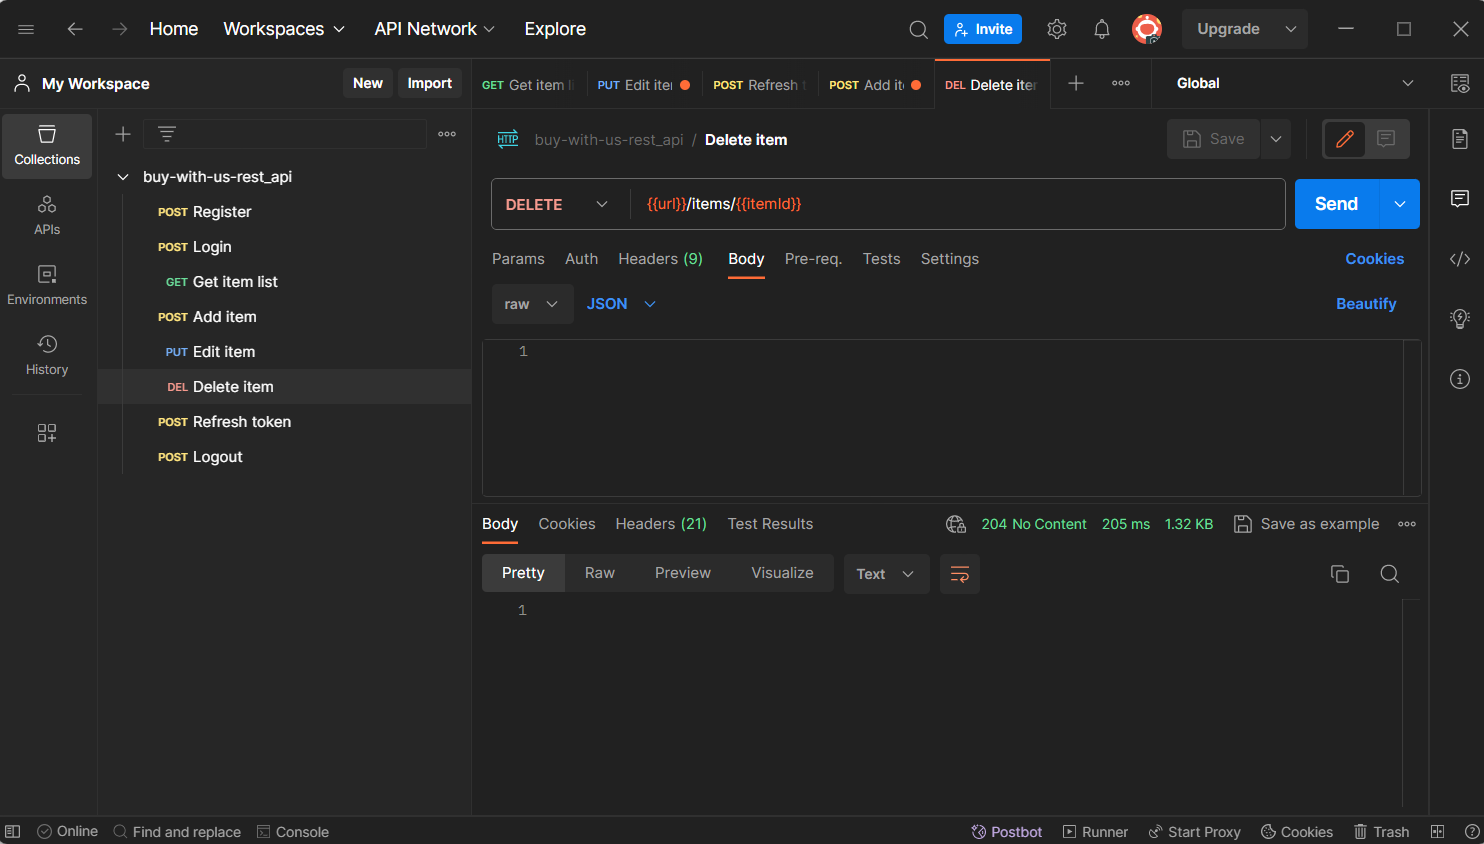 Home Workspaces API Network Explore Invite Upgrade
My Workspace New Import GET Get item li PUT Edit iter POST Refresh t POST Add it DEL Delete iter Global
Collections
APIs
Environments
History
buy-with-us-rest_api
POST Register
POST Login
GET Get item list
POST Add item
PUT Edit item
DEL Delete item
POST Refresh token
POST Logout
HTTP buy-with-us-rest_api / Delete item Save
DELETE {{url}}/items/{{itemId}} Send
Params Auth Headers (9) Body Pre-req. Tests Settings Cookies
raw JSON Beautify
1
Body Cookies Headers (21) Test Results 204 No Content 205 ms 1.32 KB Save as example
Pretty Raw Preview Visualize Text
1
Online Find and replace Console Postbot Runner Start Proxy Cookies Trash